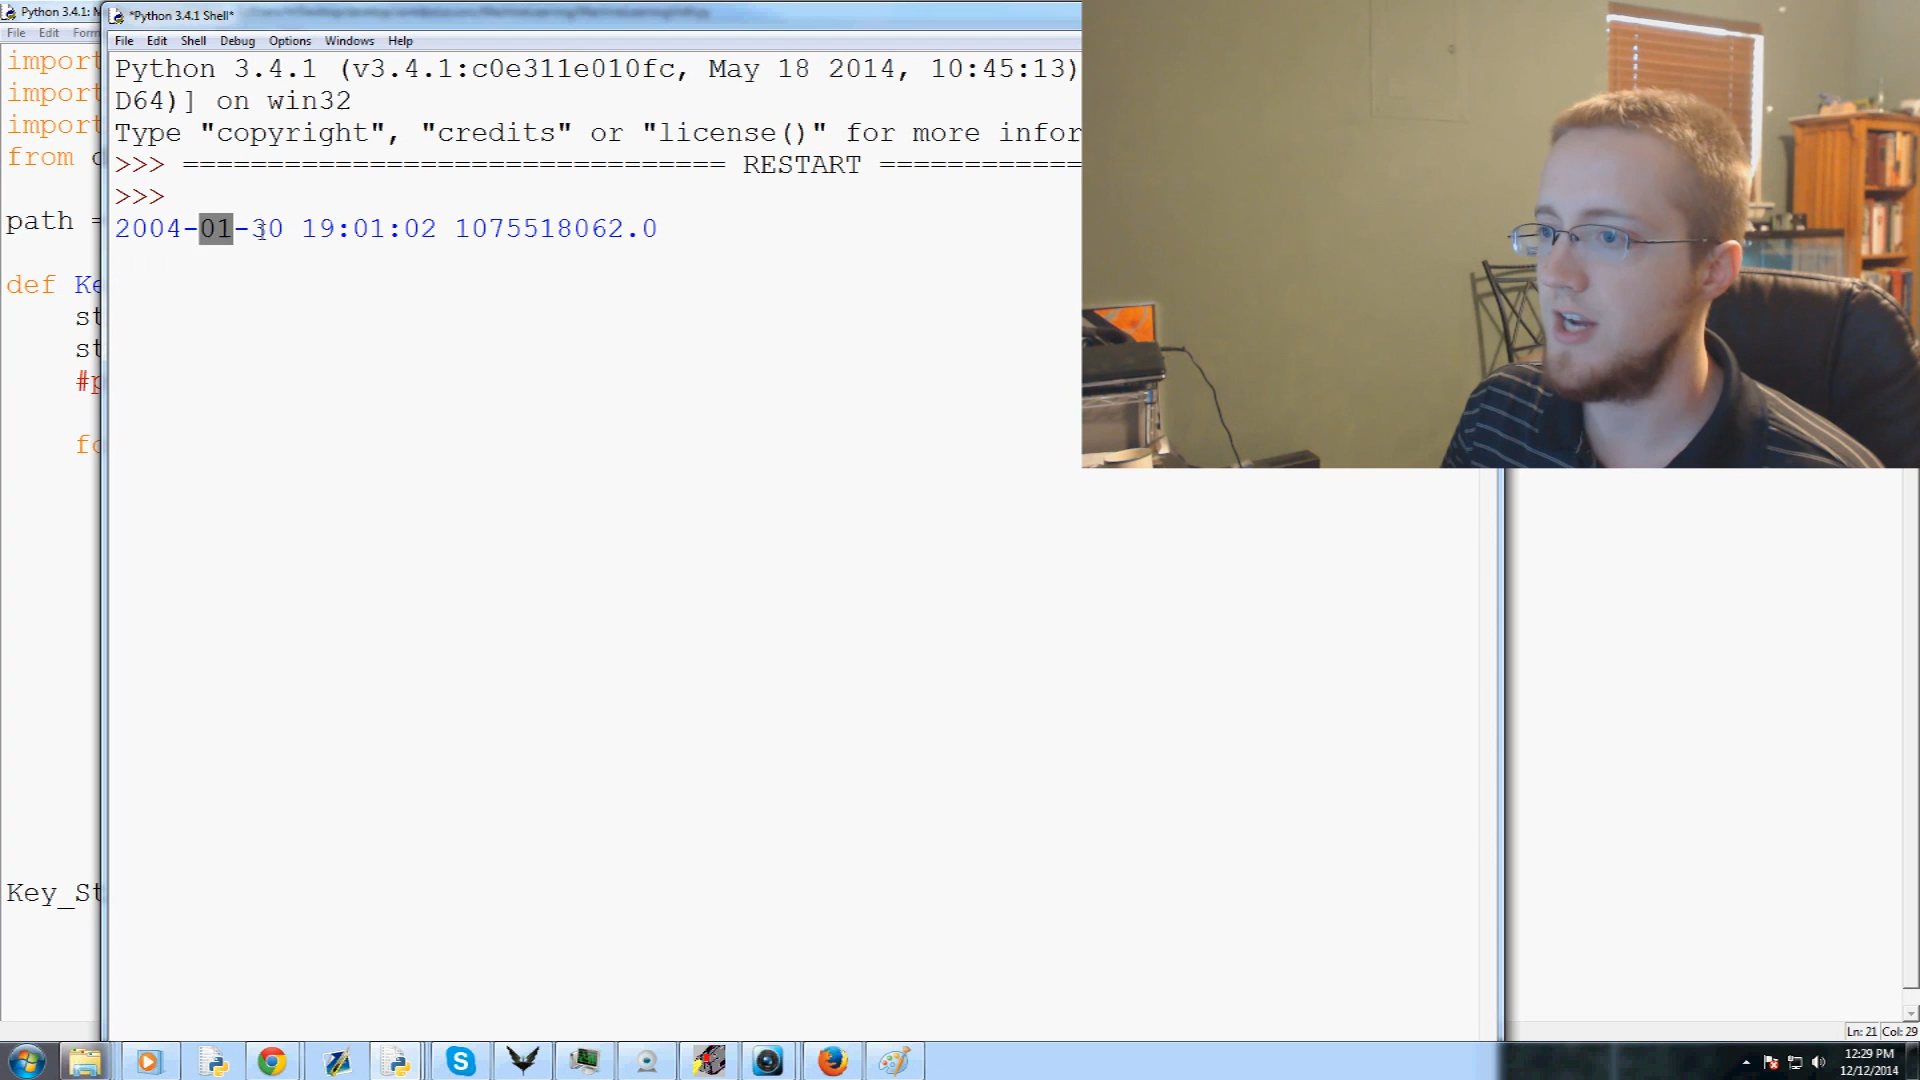 Python 3.4.1: M
*Python 3.4.1 Shell*
File Edit Form
File Edit Shell Debug Options Windows Help
import
import
import
from
path =
def Ke
st
st
#p
fo
Key_St
Python 3.4.1 (v3.4.1:c0e311e010fc, May 18 2014, 10:45:13)
D64)] on win32
Type "copyright", "credits" or "license()" for more infor
>>> ================================ RESTART ============
>>>
2004-01-30 19:01:02 1075518062.0
Ln: 21 Col: 29
12:29 PM
12/12/2014